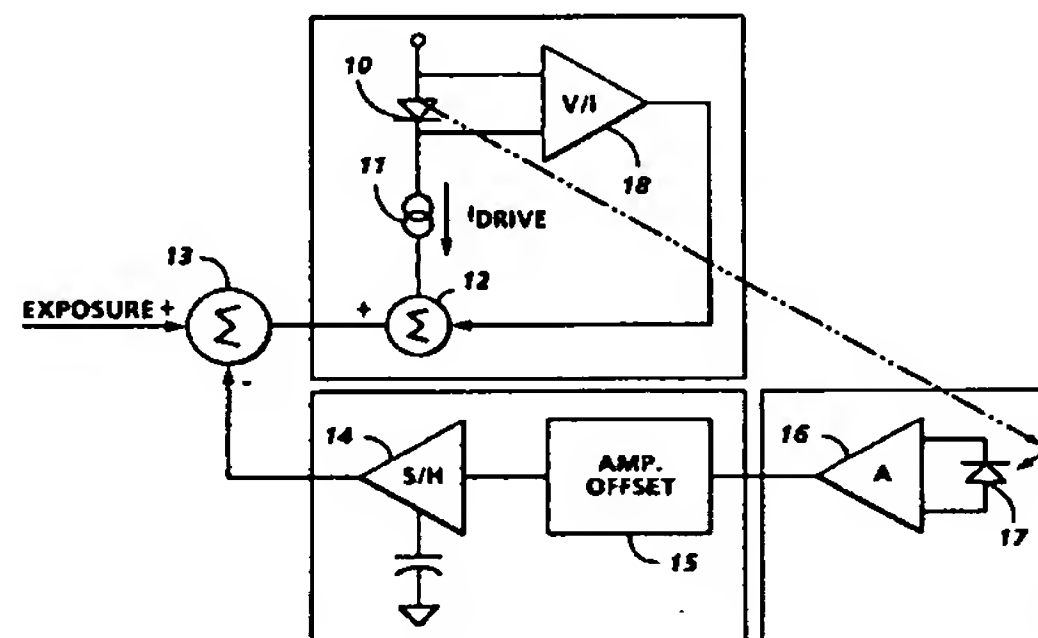 10
V/I
11
18
IDRIVE
13
12
EXPOSURE +
Σ
+
Σ
-
14
S/H
AMP.
OFFSET
16
A
15
17